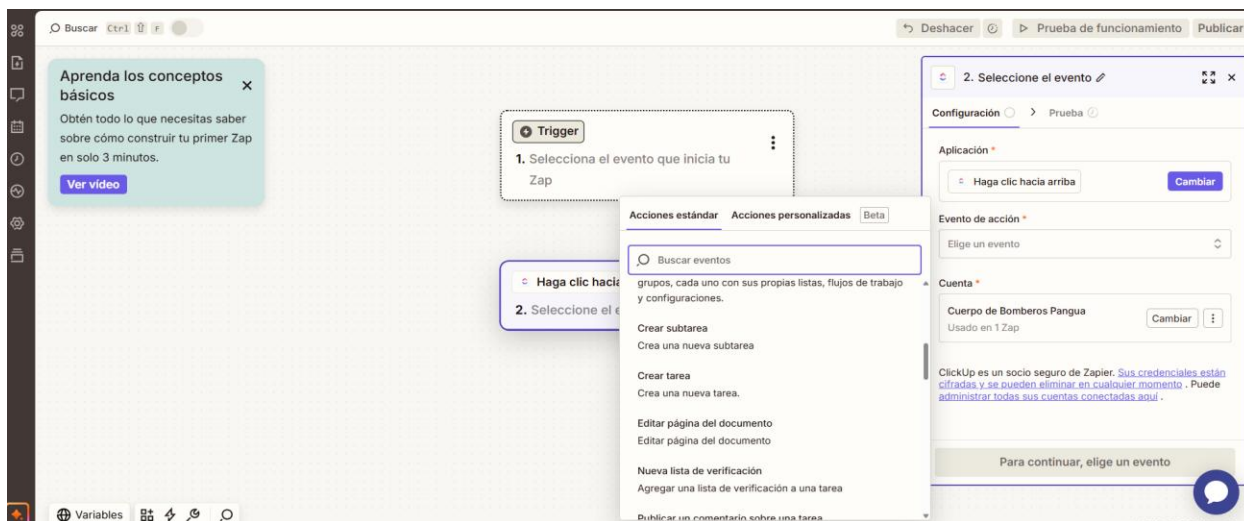 Buscar Ctrl ⇧ F
Deshacer
Prueba de funcionamiento
Publicar
Aprenda los conceptos
básicos
Obtén todo lo que necesitas saber
sobre cómo construir tu primer Zap
en solo 3 minutos.
Ver vídeo
Trigger
1. Selecciona el evento que inicia tu
Zap
Haga clic hacia
2. Seleccione el e
Acciones estándar Acciones personalizadas Beta
Buscar eventos
grupos, cada uno con sus propias listas, flujos de trabajo
y configuraciones.
Crear subtarea
Crea una nueva subtarea
Crear tarea
Crea una nueva tarea.
Editar página del documento
Editar página del documento
Nueva lista de verificación
Agregar una lista de verificación a una tarea
Publicar un comentario sobre una tarea
2. Seleccione el evento
Configuración > Prueba
Aplicación *
Haga clic hacia arriba
Cambiar
Evento de acción *
Elige un evento
Cuenta *
Cuerpo de Bomberos Pangua
Usado en 1 Zap
Cambiar
ClickUp es un socio seguro de Zapier. Sus credenciales están
cifradas y se pueden eliminar en cualquier momento . Puede
administrar todas sus cuentas conectadas aquí .
Para continuar, elige un evento
Variables